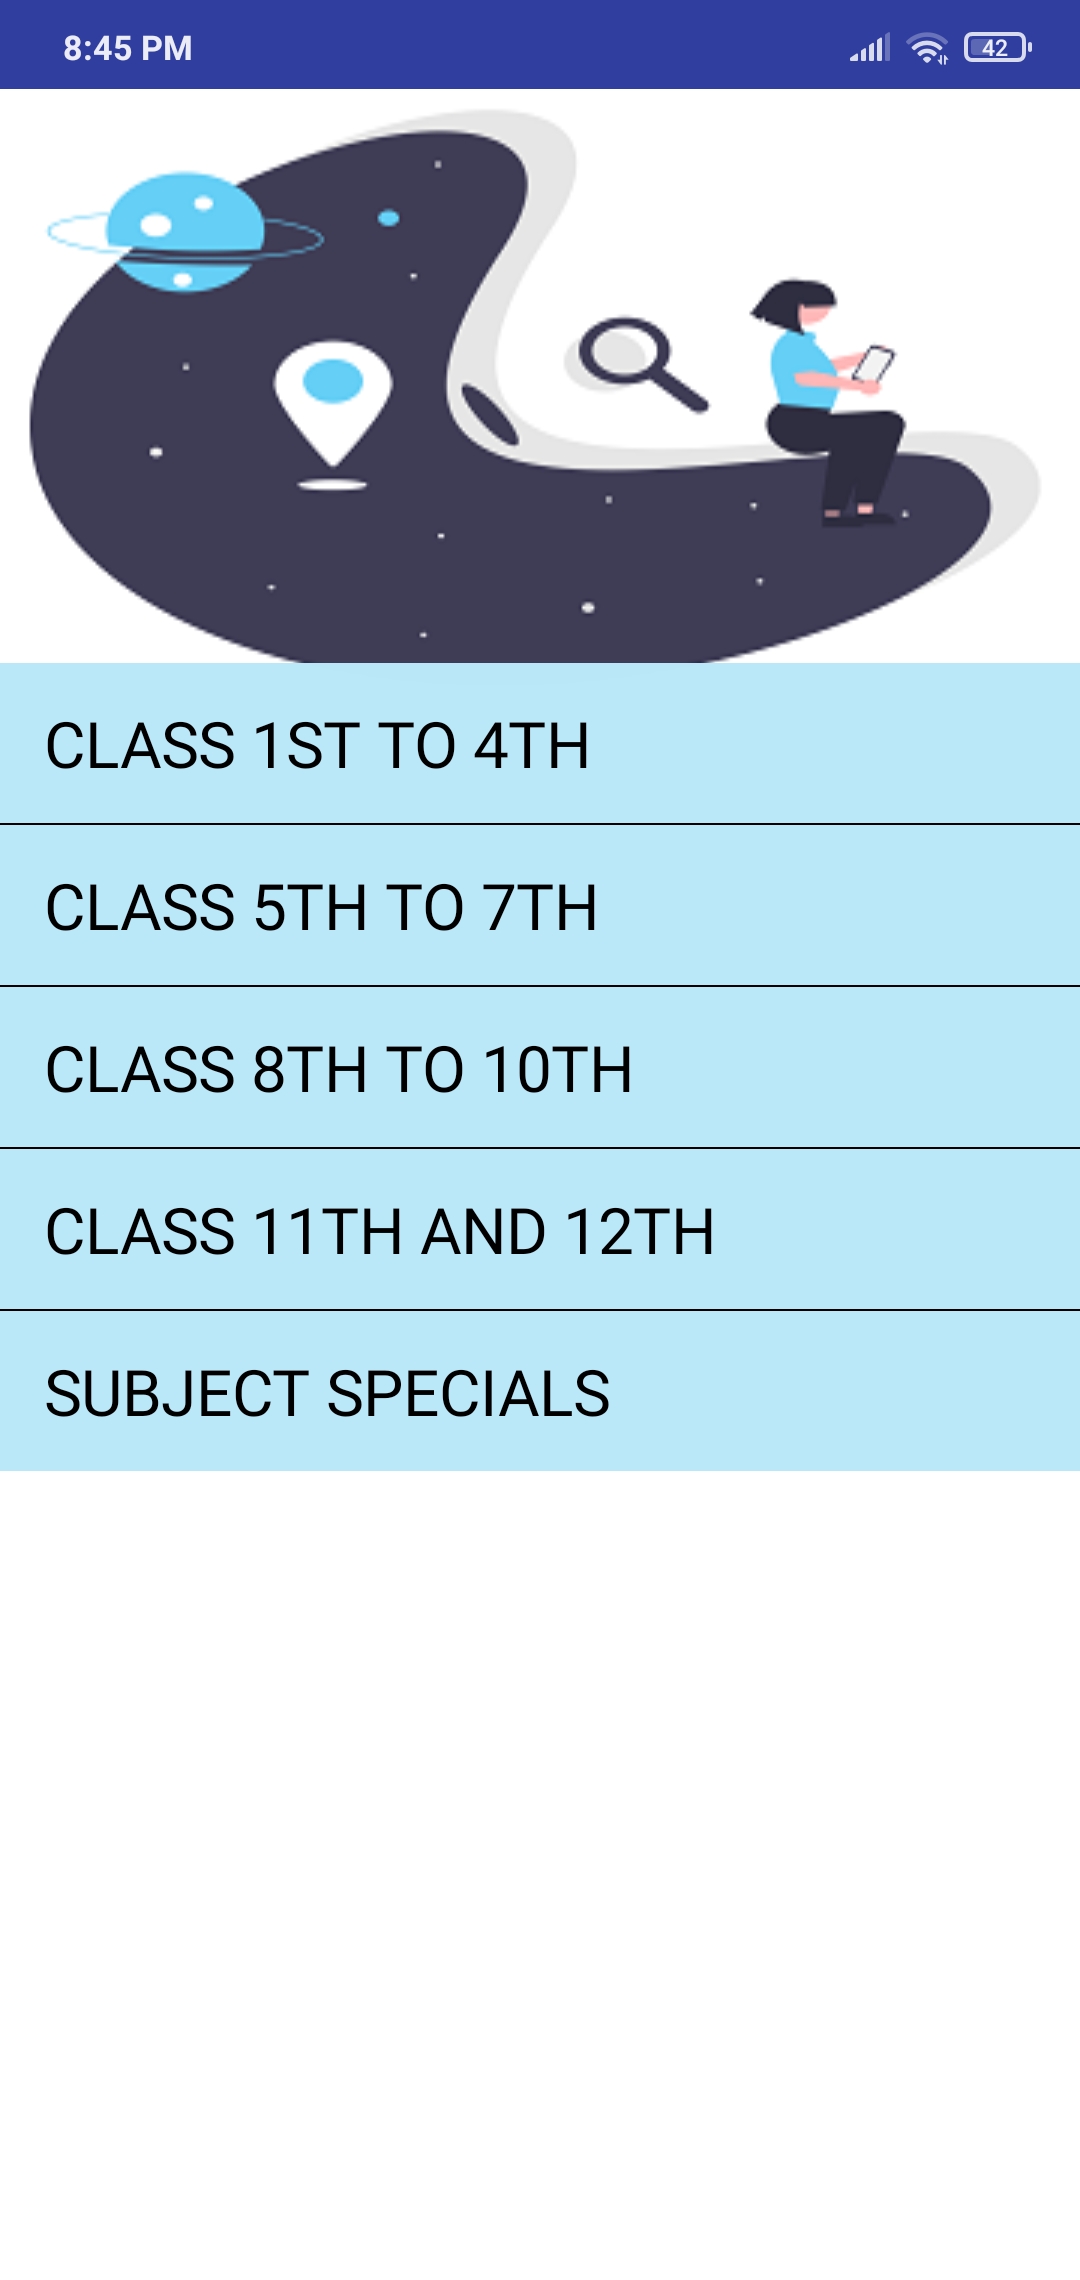 8:45 PM
42
CLASS 1ST TO 4TH
CLASS 5TH TO 7TH
CLASS 8TH TO 10TH
CLASS 11TH AND 12TH
SUBJECT SPECIALS